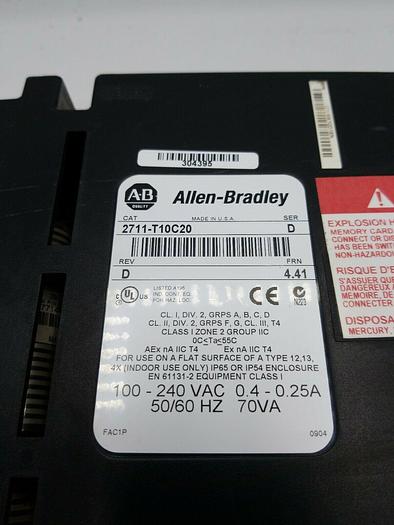 304395
A-B
QUALITY
Allen-Bradley
CAT
MADE IN U.S.A.
SER
2711-T10C20
D
REV
FRN
D
4.41
C UL US
LISTED
IND.CONT. EQ.
FOR HAZ. LOC.
CE
N223
CL. I, DIV. 2, GRPS A, B, C, D
CL. II, DIV. 2, GRPS F, G, CL. III, T4
CLASS I ZONE 2 GROUP IIC
0C≤Ta≤55C
AEx nA IIC T4 Ex nA IIC T4
FOR USE ON A FLAT SURFACE OF A TYPE 12,13,
4X (INDOOR USE ONLY) IP65 OR IP54 ENCLOSURE
EN 61131-2 EQUIPMENT CLASS I
100 - 240 VAC 0.4 - 0.25A
50/60 HZ 70VA
FAC1P
0904
!
EXPLOSION
MEMORY CARD
CONNECT OR
HAS BEEN
NON-HAZARDO
RISQUE D'E
S'ASSURER QUE
DANGEREUX
MEMOIRE, DE
CONNECTER
DISPOSA
MERCURY,